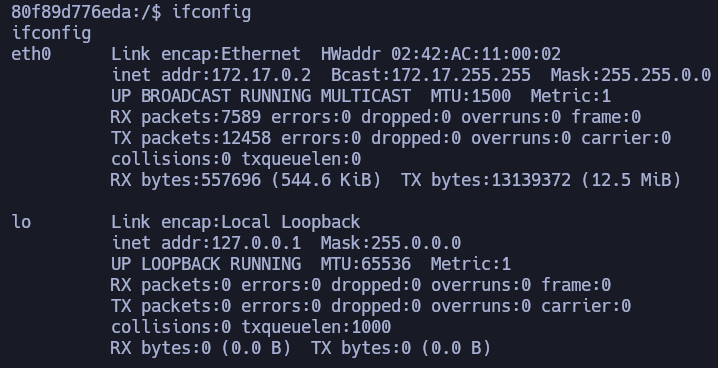 80f89d776eda:/$ ifconfig
ifconfig
eth0      Link encap:Ethernet  HWaddr 02:42:AC:11:00:02
          inet addr:172.17.0.2  Bcast:172.17.255.255  Mask:255.255.0.0
          UP BROADCAST RUNNING MULTICAST  MTU:1500  Metric:1
          RX packets:7589 errors:0 dropped:0 overruns:0 frame:0
          TX packets:12458 errors:0 dropped:0 overruns:0 carrier:0
          collisions:0 txqueuelen:0
          RX bytes:557696 (544.6 KiB)  TX bytes:13139372 (12.5 MiB)

lo        Link encap:Local Loopback
          inet addr:127.0.0.1  Mask:255.0.0.0
          UP LOOPBACK RUNNING  MTU:65536  Metric:1
          RX packets:0 errors:0 dropped:0 overruns:0 frame:0
          TX packets:0 errors:0 dropped:0 overruns:0 carrier:0
          collisions:0 txqueuelen:1000
          RX bytes:0 (0.0 B)  TX bytes:0 (0.0 B)